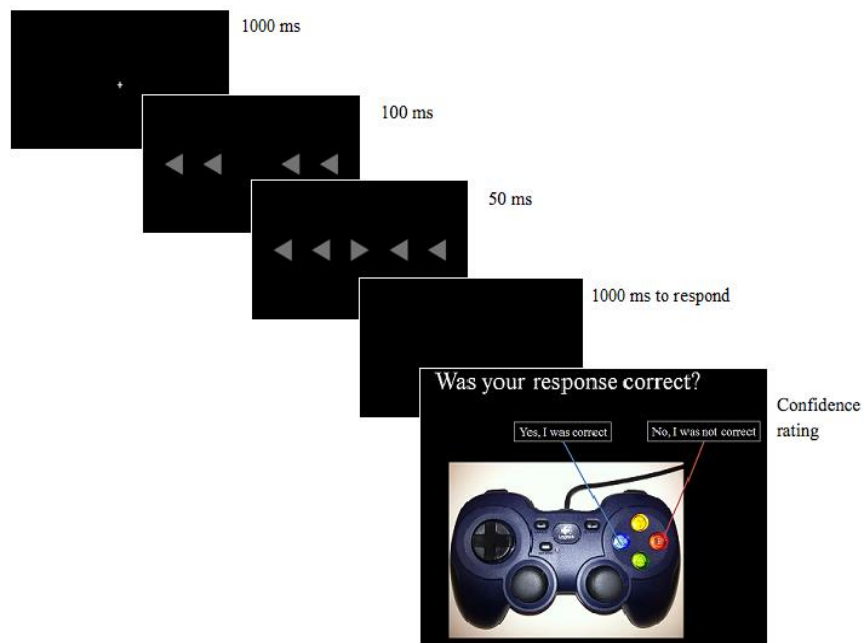 1000 ms
100 ms
50 ms
1000 ms to respond
Was your response correct?
Confidence
rating
Yes, I was correct
No, I was not correct
Logitech